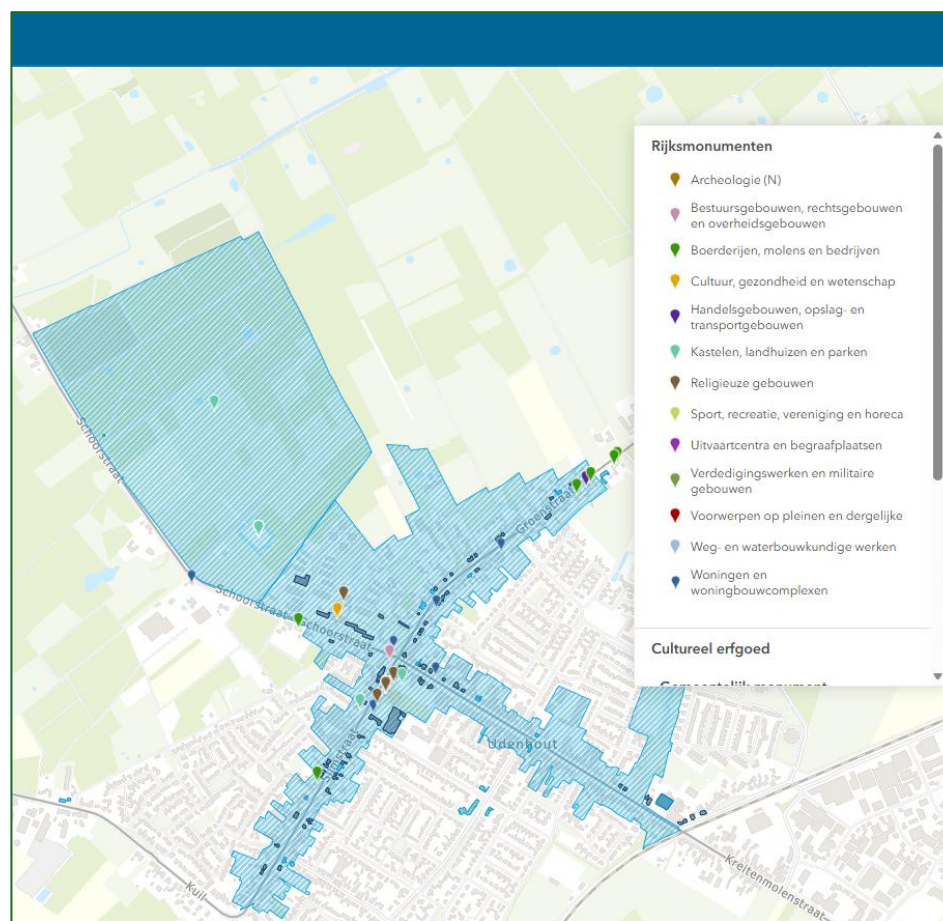 Rijksmonumenten
Archeologie (N)
Bestuursgebouwen, rechtsgebouwen
en overheidsgebouwen
Boerderijen, molens en bedrijven
Cultuur, gezondheid en wetenschap
Handelsgebouwen, opslag- en
transportgebouwen
Kastelen, landhuizen en parken
Religieuze gebouwen
Sport, recreatie, vereniging en horeca
Uitvaartcentra en begraafplaatsen
Verdedigingswerken en militaire
gebouwen
Voorwerpen op pleinen en dergelijke
Weg- en waterbouwkundige werken
Woningen en
woningbouwcomplexen
Cultureel erfgoed
Gemeentelijk monument
Schoorstraat
Groenstraat
Schoorstraat
Schoorstraat
Udenhout
Kreitenmolenstraat
Kuil